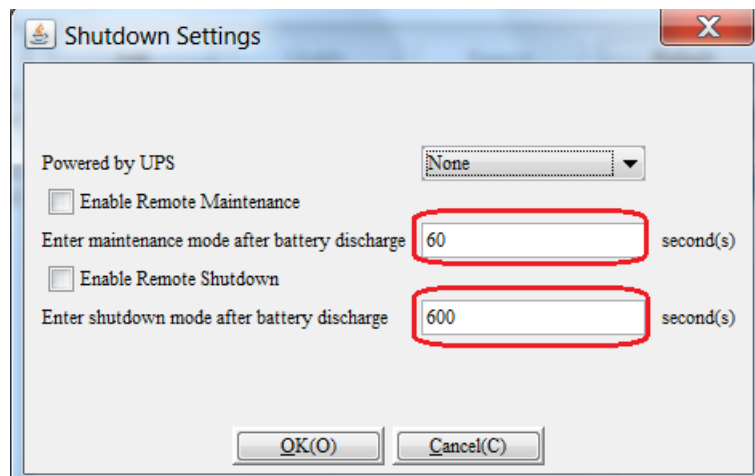 Shutdown Settings
Powered by UPS None
Enable Remote Maintenance
Enter maintenance mode after battery discharge 60 second(s)
Enable Remote Shutdown
Enter shutdown mode after battery discharge 600 second(s)
OK(O) Cancel(C)